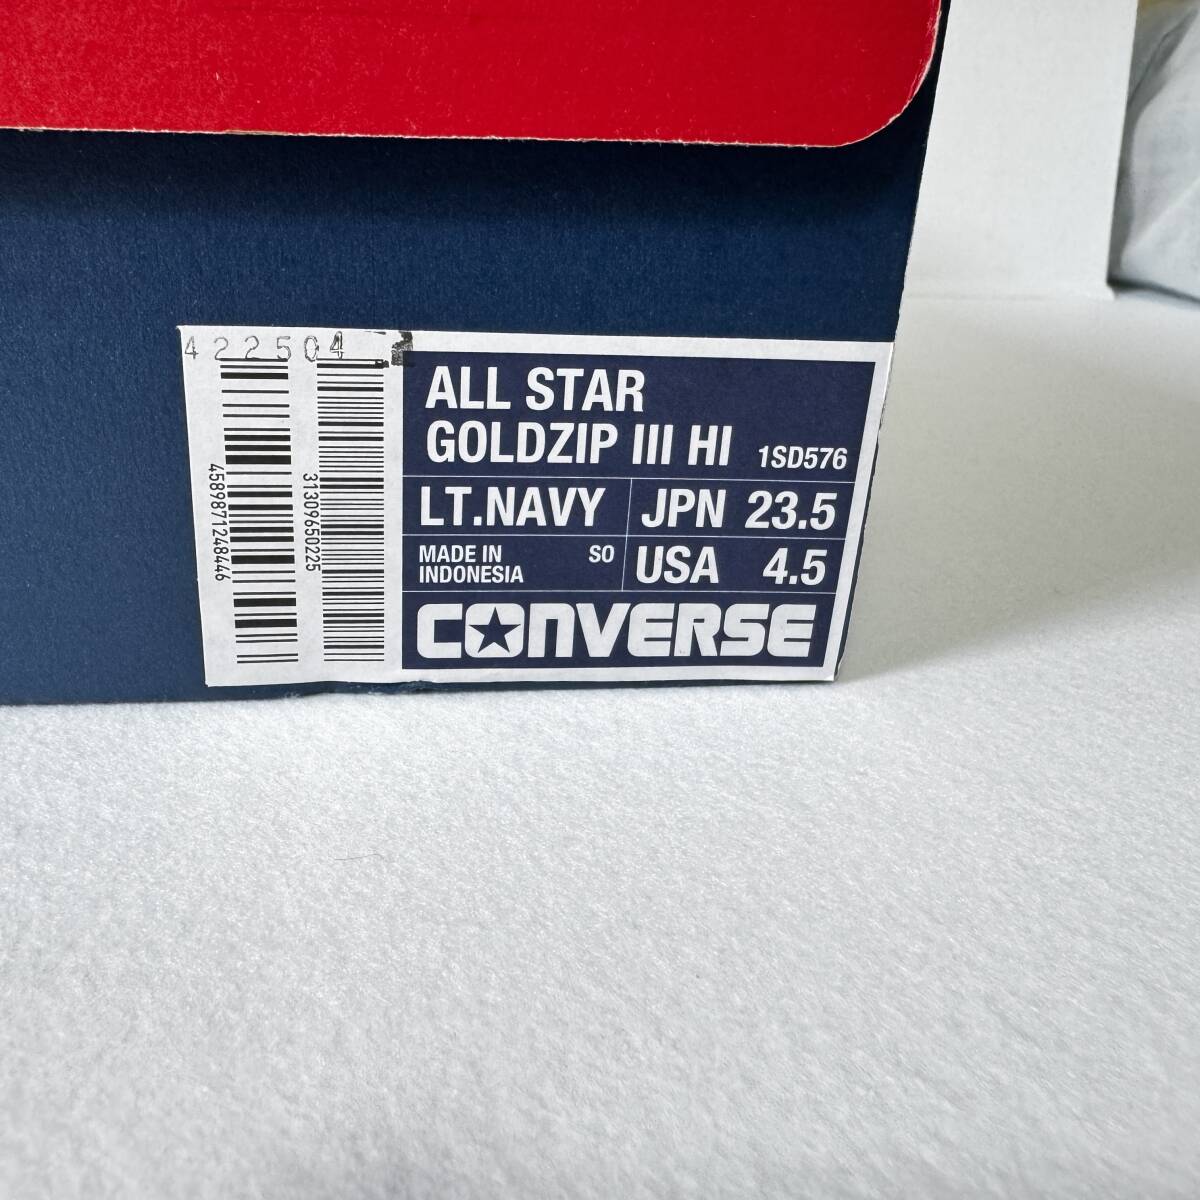 422504
4589871248446
31309650225
ALL STAR
GOLDZIP III HI 1SD576
LT.NAVY JPN 23.5
MADE IN INDONESIA SO USA 4.5
CONVERSE